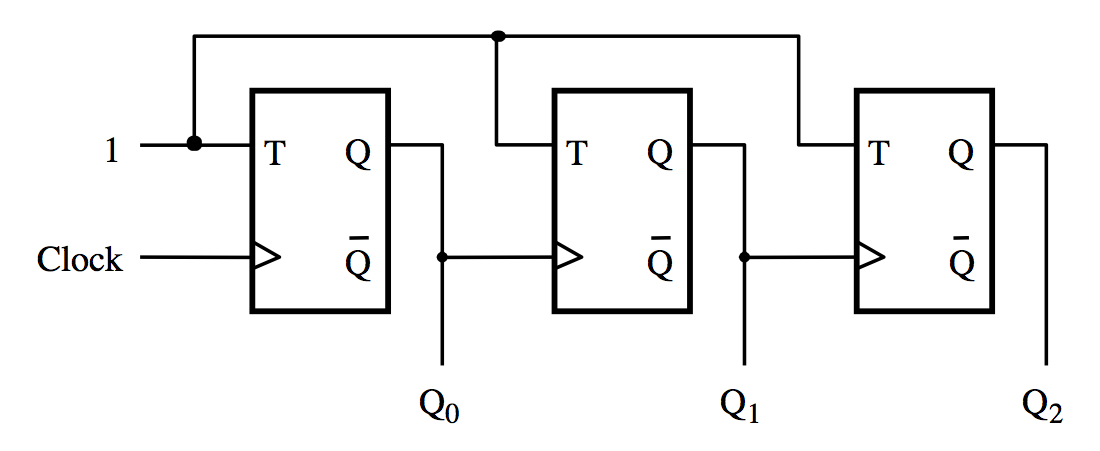 1 T Q T Q T Q
Clock Q̅ Q̅ Q̅
Q₀ Q₁ Q₂